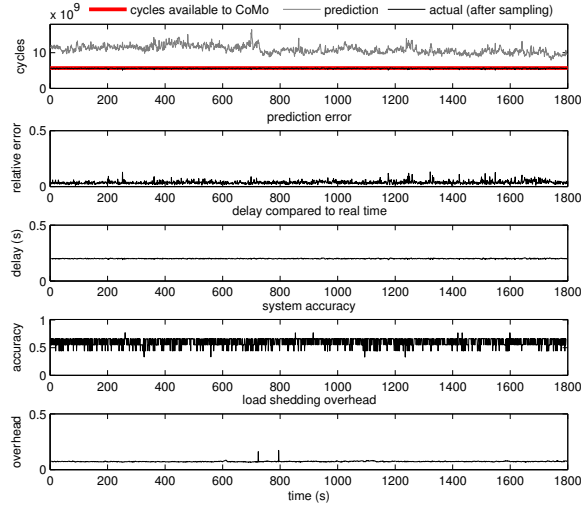 cycles available to CoMo prediction actual (after sampling)
x 10^9
cycles
10
0
0 200 400 600 800 1000 1200 1400 1600 1800
prediction error
relative error
0.5
0
0 200 400 600 800 1000 1200 1400 1600 1800
delay compared to real time
delay (s)
0.5
0
0 200 400 600 800 1000 1200 1400 1600 1800
system accuracy
accuracy
1
0.5
0
0 200 400 600 800 1000 1200 1400 1600 1800
load shedding overhead
overhead
0.5
0
0 200 400 600 800 1000 1200 1400 1600 1800
time (s)